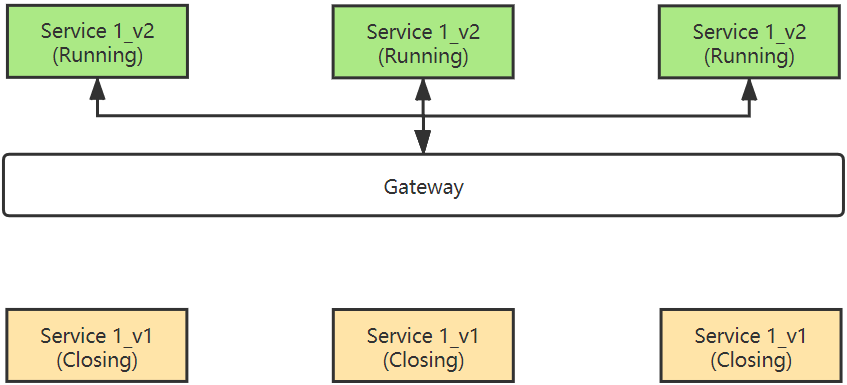 Service 1_v2
(Running)
Service 1_v2
(Running)
Service 1_v2
(Running)
Gateway
Service 1_v1
(Closing)
Service 1_v1
(Closing)
Service 1_v1
(Closing)